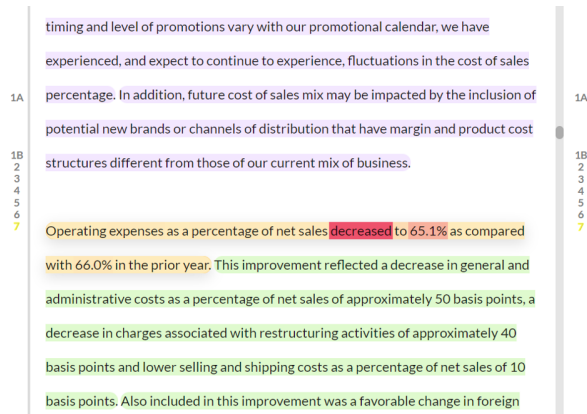 timing and level of promotions vary with our promotional calendar, we have
experienced, and expect to continue to experience, fluctuations in the cost of sales
percentage. In addition, future cost of sales mix may be impacted by the inclusion of
potential new brands or channels of distribution that have margin and product cost
structures different from those of our current mix of business.
Operating expenses as a percentage of net sales decreased to 65.1% as compared
with 66.0% in the prior year. This improvement reflected a decrease in general and
administrative costs as a percentage of net sales of approximately 50 basis points, a
decrease in charges associated with restructuring activities of approximately 40
basis points and lower selling and shipping costs as a percentage of net sales of 10
basis points. Also included in this improvement was a favorable change in foreign
1A
1B
2
3
4
5
6
7
1A
1B
2
3
4
5
6
7